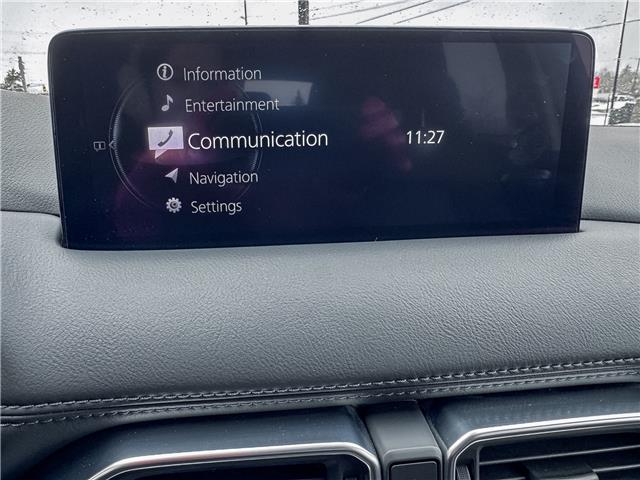 Information
Entertainment
Communication 11:27
Navigation
Settings